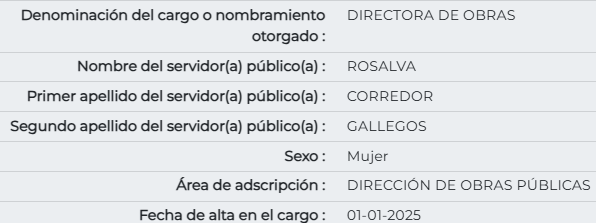 Denominación del cargo o nombramiento DIRECTORA DE OBRAS
otorgado :
Nombre del servidor(a) público(a) : ROSALVA
Primer apellido del servidor(a) público(a) : CORREDOR
Segundo apellido del servidor(a) público(a) : GALLEGOS
Sexo : Mujer
Área de adscripción : DIRECCIÓN DE OBRAS PÚBLICAS
Fecha de alta en el cargo : 01-01-2025